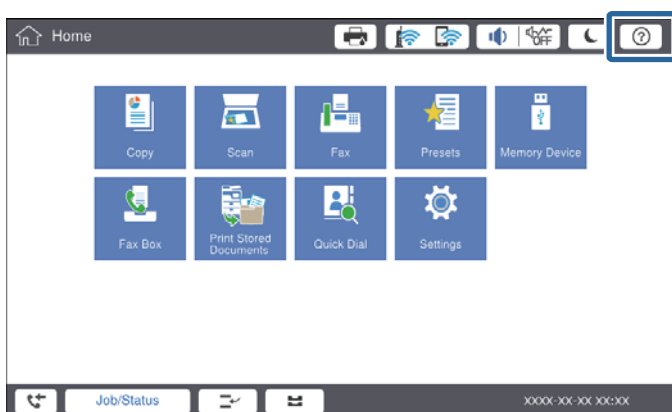 Home
OFF
?
Copy
Scan
Fax
Presets
Memory Device
Fax Box
Print Stored
Documents
Quick Dial
Settings
Job/Status
XXXX-XX-XX XX:XX